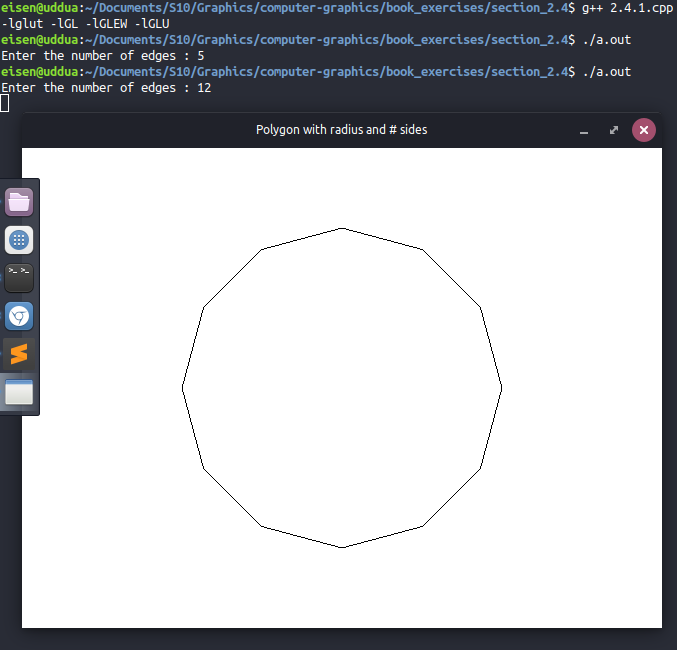 eisen@uddua:~/Documents/S10/Graphics/computer-graphics/book_exercises/section_2.4$ g++ 2.4.1.cpp
-lglut -lGL -lGLEW -lGLU
eisen@uddua:~/Documents/S10/Graphics/computer-graphics/book_exercises/section_2.4$ ./a.out
Enter the number of edges : 5
eisen@uddua:~/Documents/S10/Graphics/computer-graphics/book_exercises/section_2.4$ ./a.out
Enter the number of edges : 12
Polygon with radius and # sides
>_ >_